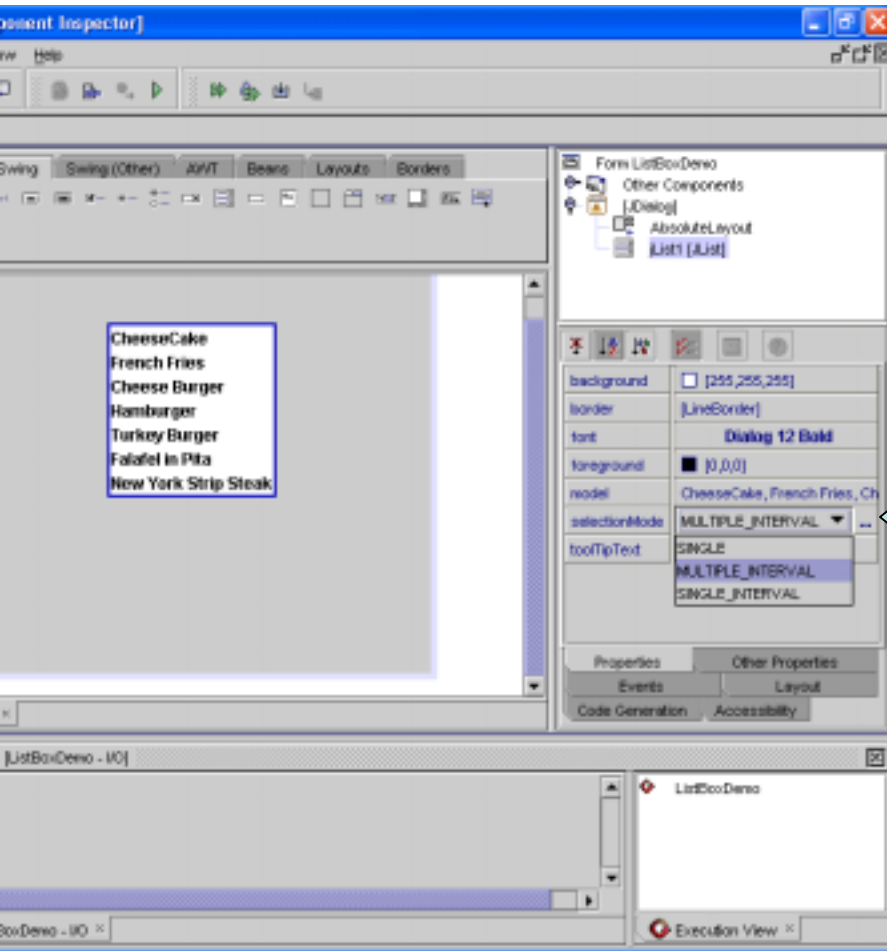 ponent Inspector]
ew Help
Swing Swing (Other) AWT Beans Layouts Borders
Form ListBoxDemo
Other Components
[JDialog]
AbsoluteLayout
jList1 [JList]
CheeseCake
French Fries
Cheese Burger
Hamburger
Turkey Burger
Falafel in Pita
New York Strip Steak
background [255,255,255]
border [LineBorder]
font Dialog 12 Bold
foreground [0,0,0]
model CheeseCake, French Fries, Ch
selectionMode MULTIPLE_INTERVAL ...
toolTipText
SINGLE
MULTIPLE_INTERVAL
SINGLE_INTERVAL
Properties Other Properties
Events Layout
Code Generation Accessibility
[ListBoxDemo - I/O]
ListBoxDemo
BoxDemo - I/O
Execution View